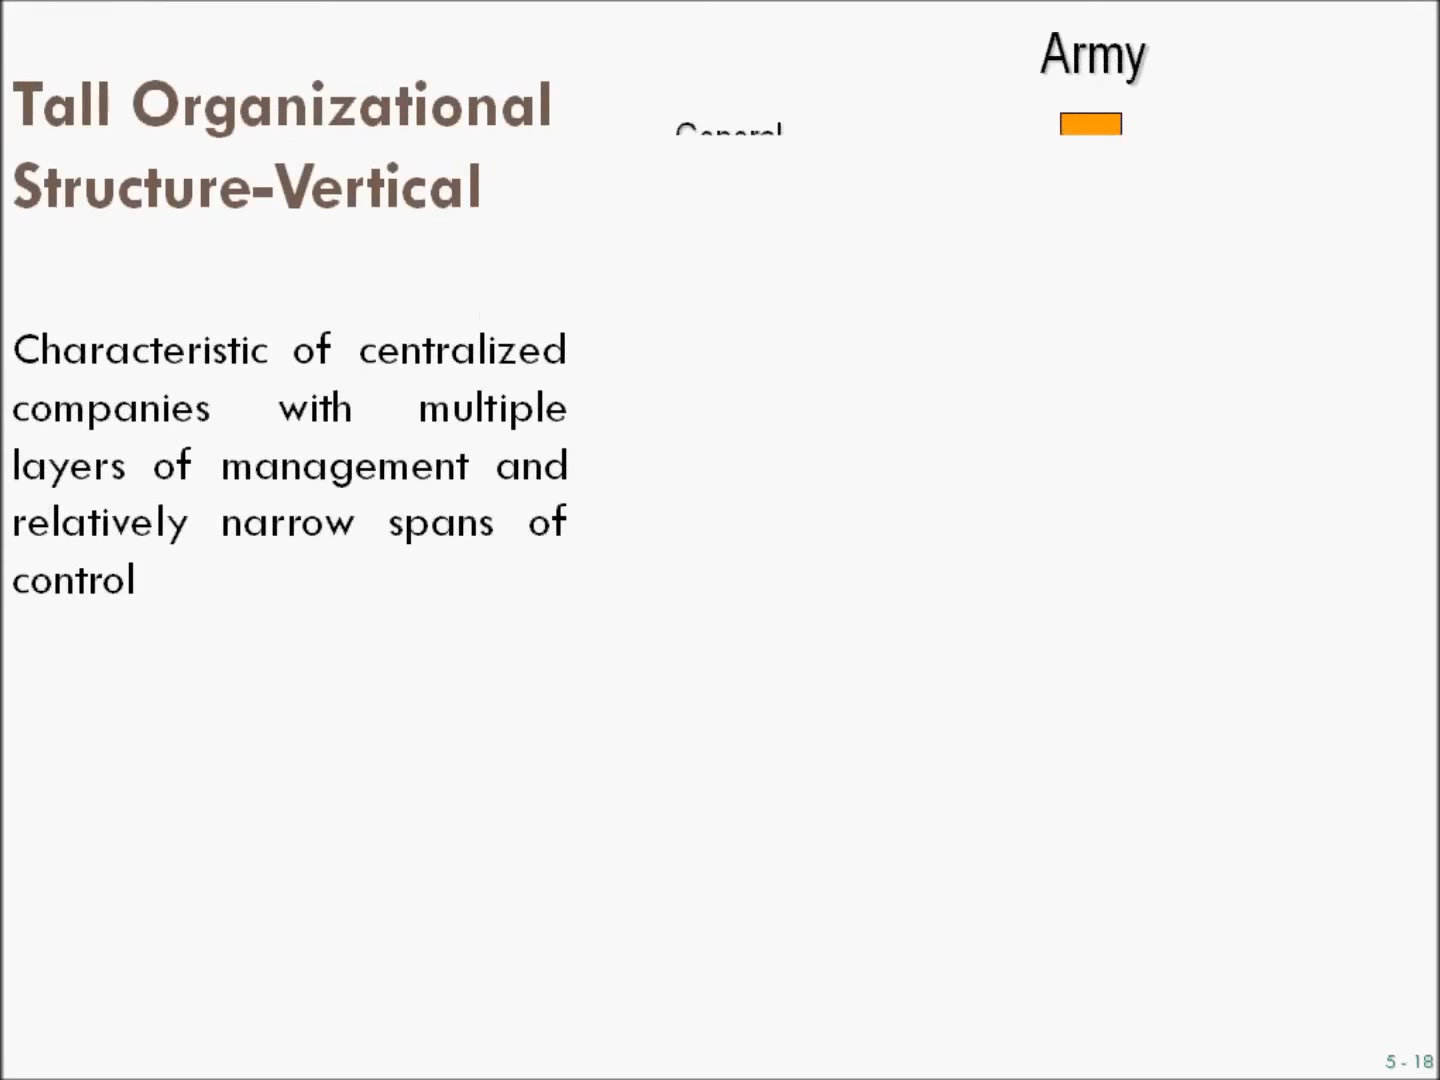 Tall Organizational
Structure-Vertical
Army
General
Characteristic of centralized
companies with multiple
layers of management and
relatively narrow spans of
control
5 - 18